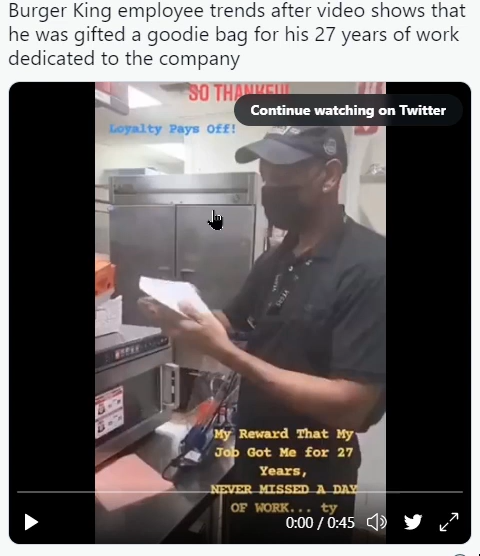 Burger King employee trends after video shows that
he was gifted a goodie bag for his 27 years of work
dedicated to the company
SO THANKFUL
Continue watching on Twitter
Loyalty Pays Off!
My Reward That My
Job Got Me for 27
Years,
NEVER MISSED A DAY
OF WORK... ty
0:00 / 0:45